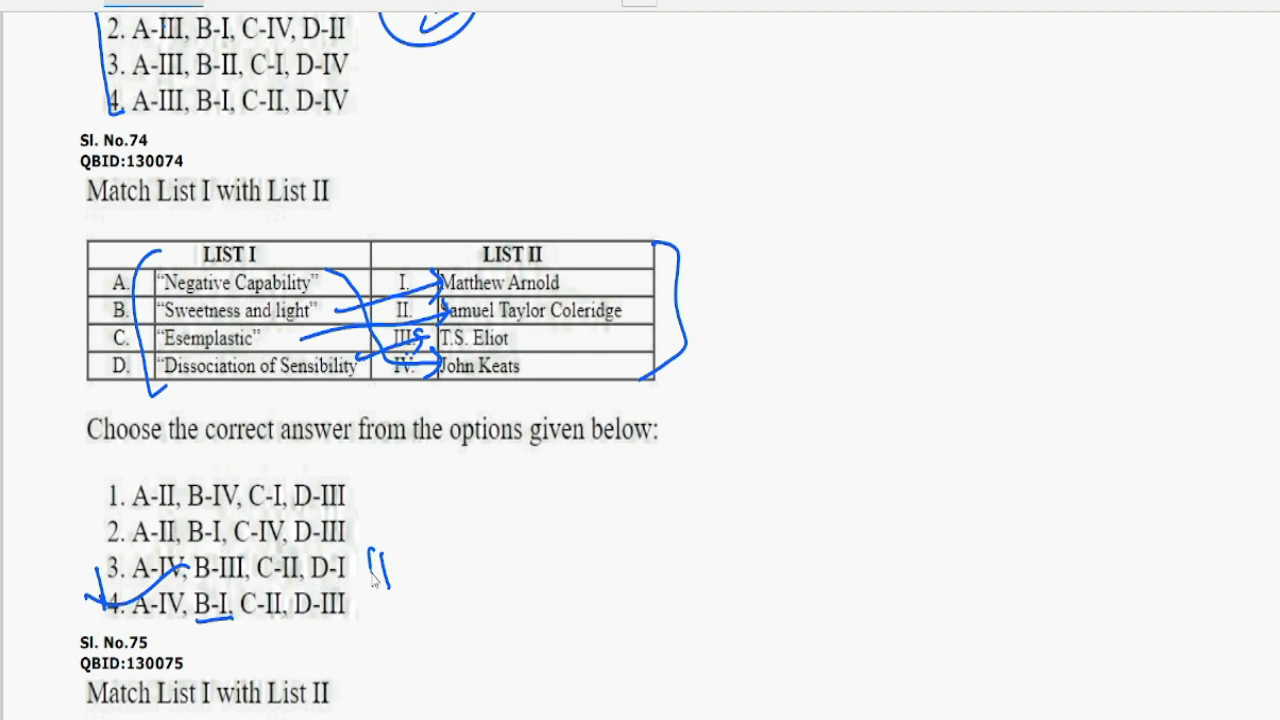 2. A-III, B-I, C-IV, D-II
3. A-III, B-II, C-I, D-IV
4. A-III, B-I, C-II, D-IV
Sl. No.74
QBID:130074
Match List I with List II
LIST I LIST II
A. “Negative Capability” I. Matthew Arnold
B. “Sweetness and light” II. Samuel Taylor Coleridge
C. “Esemplastic” III. T.S. Eliot
D. “Dissociation of Sensibility IV. John Keats
Choose the correct answer from the options given below:
1. A-II, B-IV, C-I, D-III
2. A-II, B-I, C-IV, D-III
3. A-IV, B-III, C-II, D-I
4. A-IV, B-I, C-II, D-III
Sl. No.75
QBID:130075
Match List I with List II